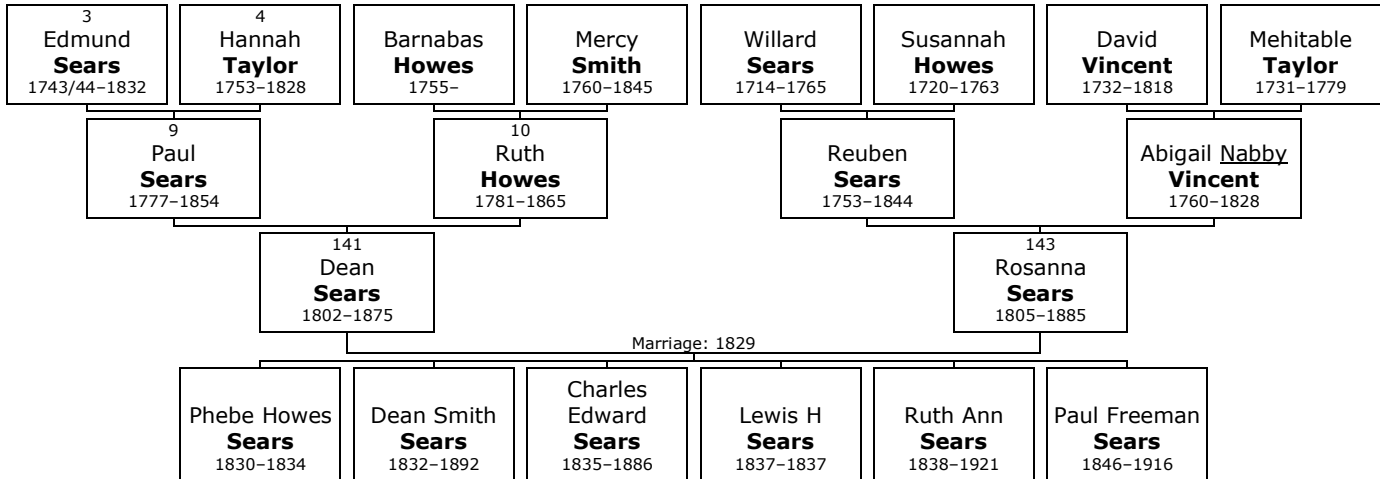 3
Edmund
Sears
1743/44–1832
4
Hannah
Taylor
1753–1828
Barnabas
Howes
1755–
Mercy
Smith
1760–1845
Willard
Sears
1714–1765
Susannah
Howes
1720–1763
David
Vincent
1732–1818
Mehitable
Taylor
1731–1779
9
Paul
Sears
1777–1854
10
Ruth
Howes
1781–1865
Reuben
Sears
1753–1844
Abigail Nabby
Vincent
1760–1828
141
Dean
Sears
1802–1875
143
Rosanna
Sears
1805–1885
Marriage: 1829
Phebe Howes
Sears
1830–1834
Dean Smith
Sears
1832–1892
Charles
Edward
Sears
1835–1886
Lewis H
Sears
1837–1837
Ruth Ann
Sears
1838–1921
Paul Freeman
Sears
1846–1916